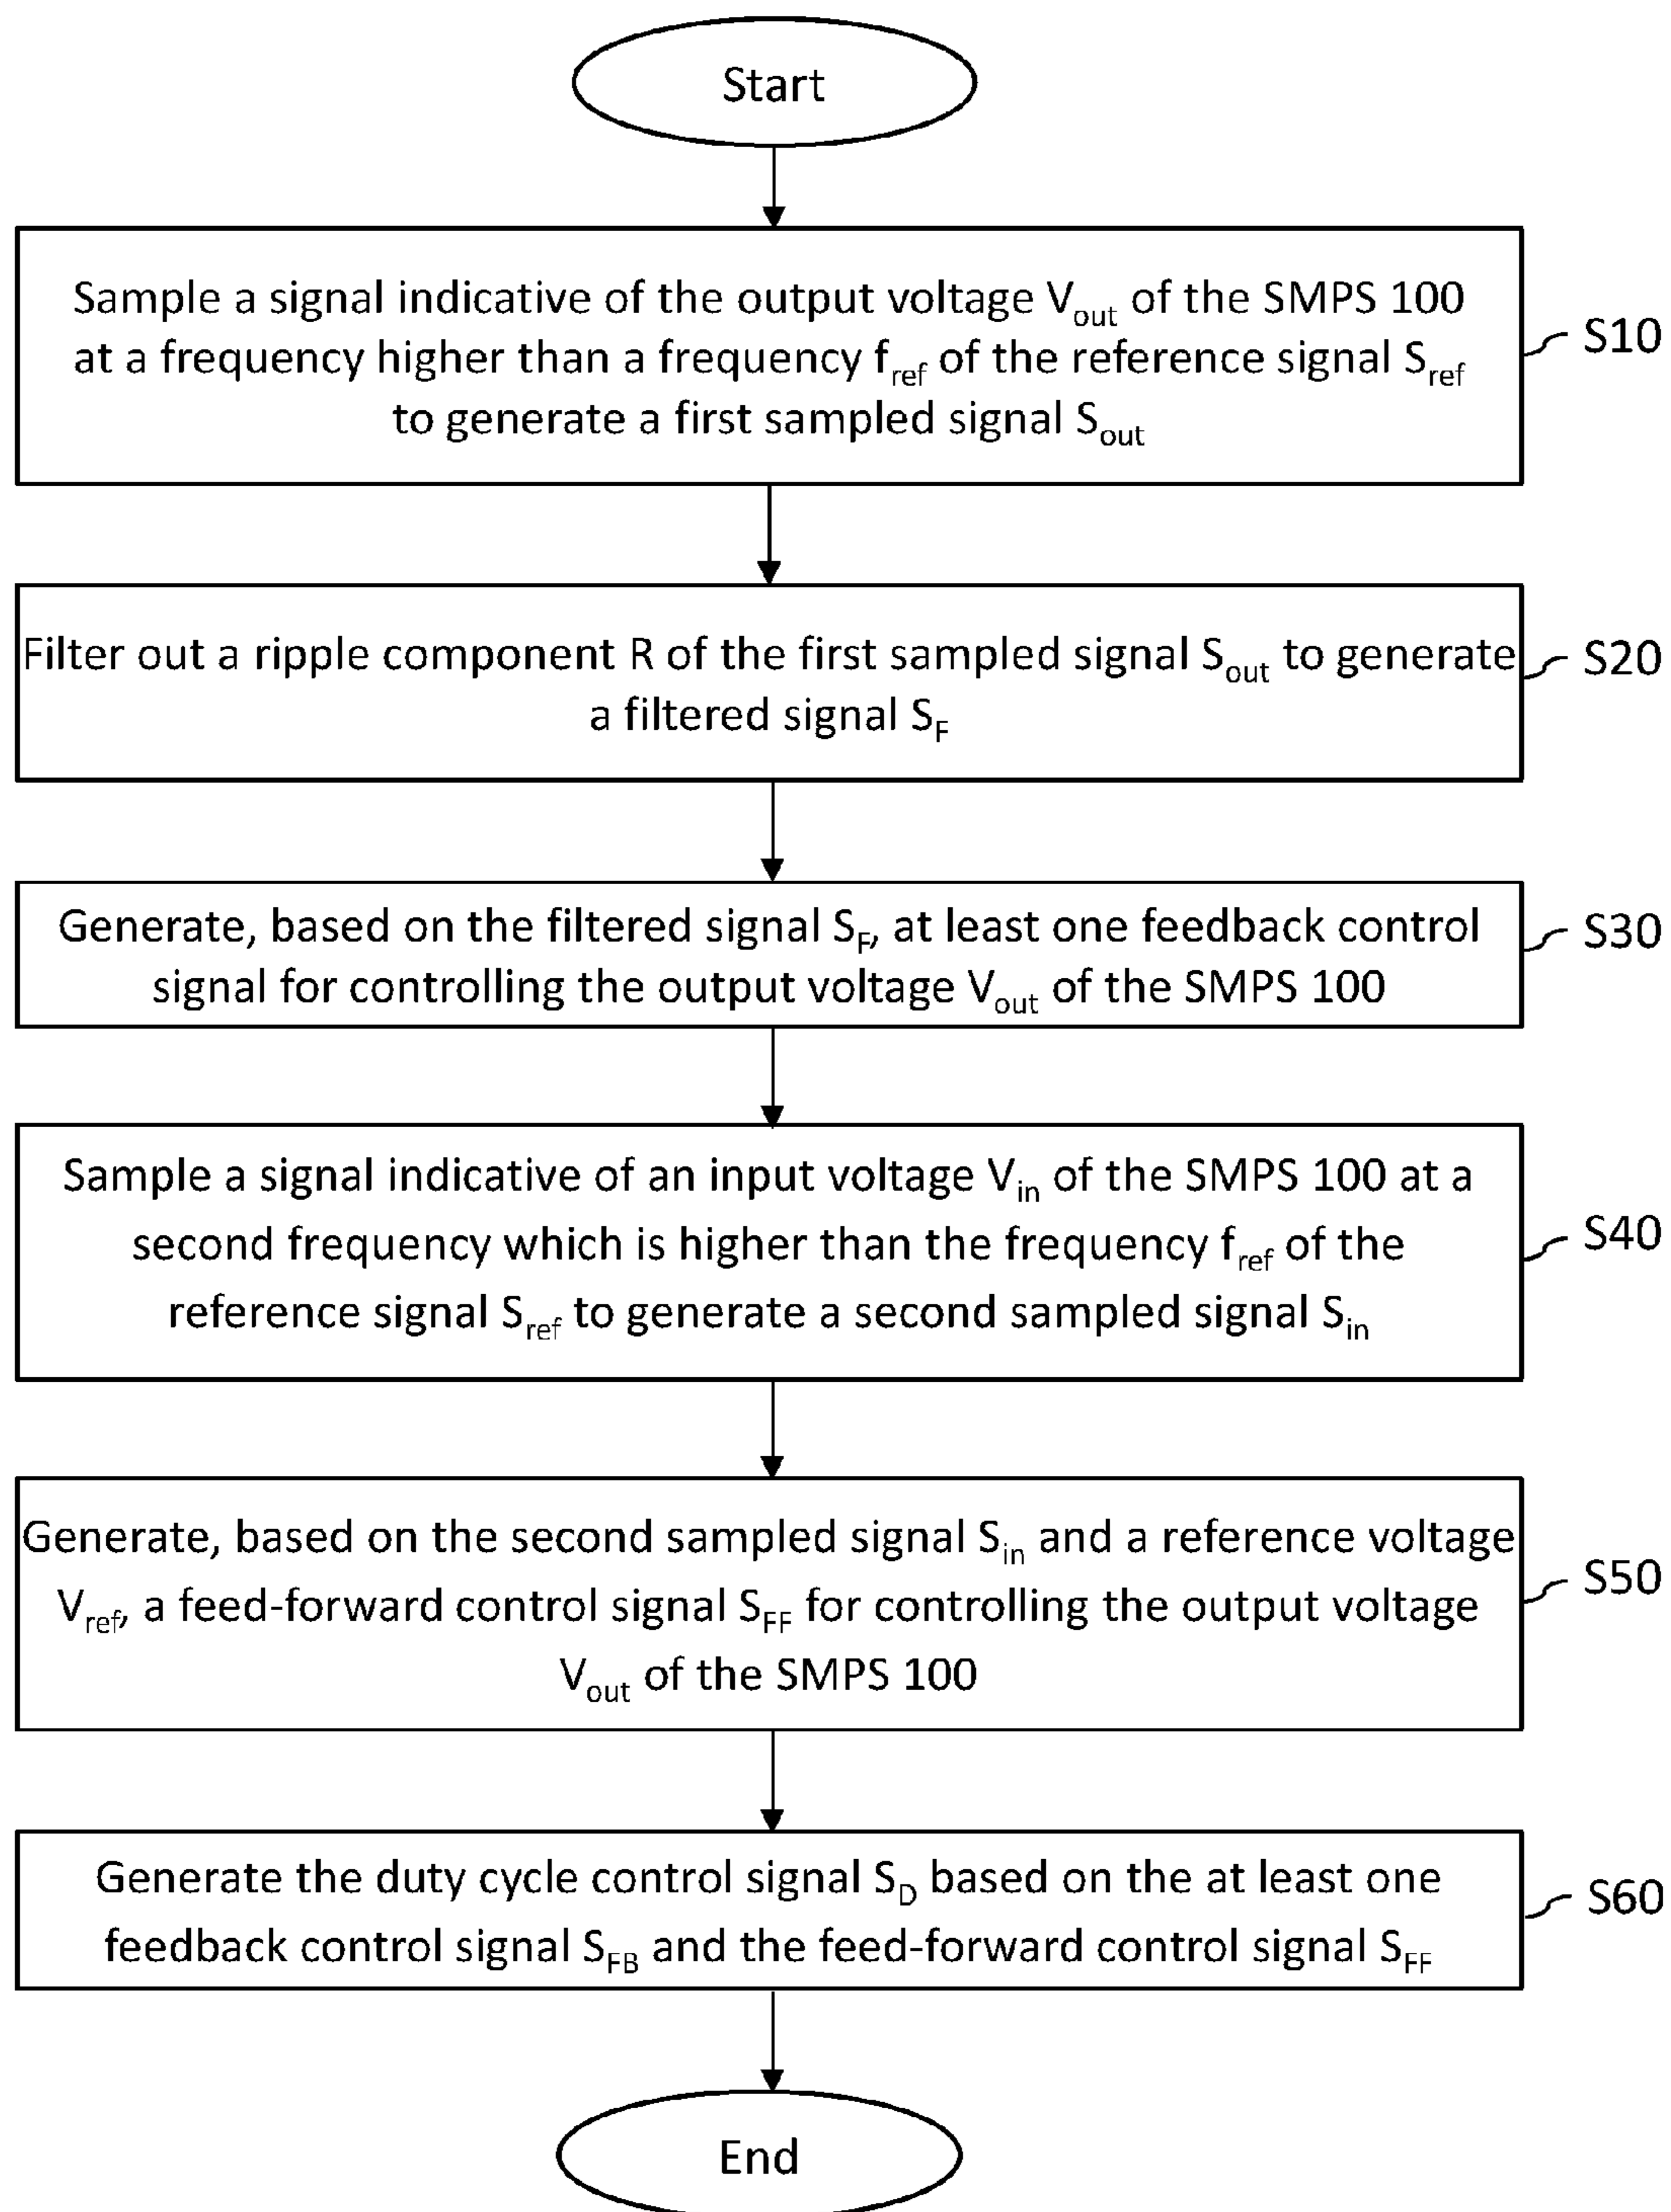 Start
Sample a signal indicative of the output voltage Vout of the SMPS 100
at a frequency higher than a frequency fref of the reference signal Sref
to generate a first sampled signal Sout
S10
Filter out a ripple component R of the first sampled signal Sout to generate
a filtered signal SF
S20
Generate, based on the filtered signal SF, at least one feedback control
signal for controlling the output voltage Vout of the SMPS 100
S30
Sample a signal indicative of an input voltage Vin of the SMPS 100 at a
second frequency which is higher than the frequency fref of the
reference signal Sref to generate a second sampled signal Sin
S40
Generate, based on the second sampled signal Sin and a reference voltage
Vref, a feed-forward control signal SFF for controlling the output voltage
Vout of the SMPS 100
S50
Generate the duty cycle control signal SD based on the at least one
feedback control signal SFB and the feed-forward control signal SFF
S60
End